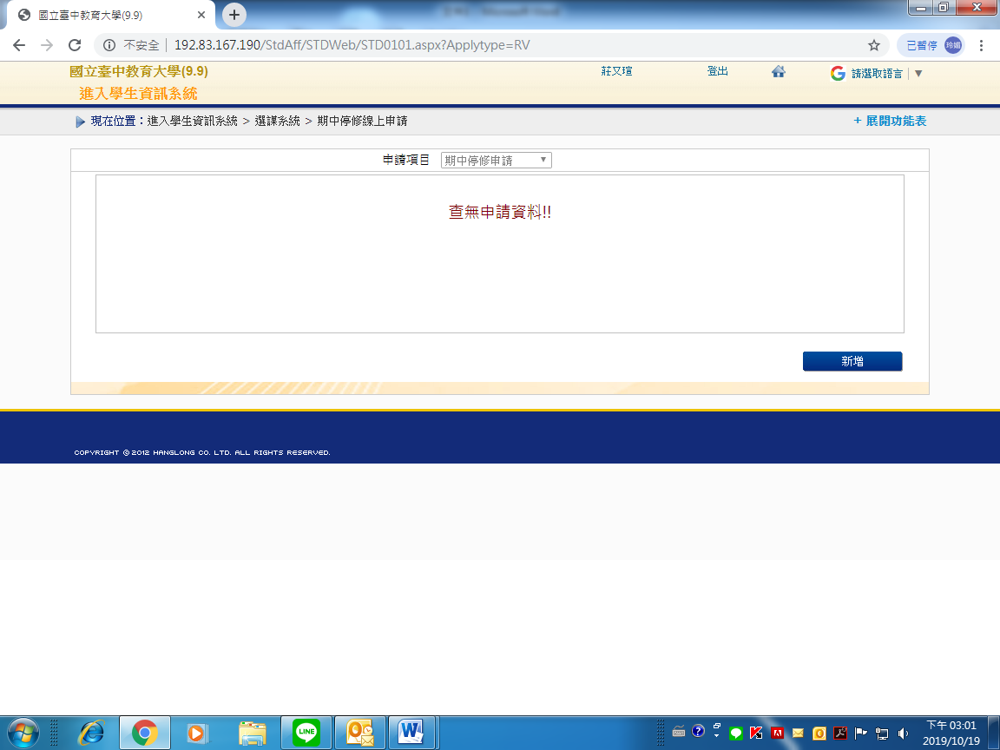 國立臺中教育大學(9.9)
不安全 192.83.167.190/StdAff/STDWeb/STD0101.aspx?Applytype=RV
已暫停 玲嫺
國立臺中教育大學(9.9)
莊又瑄 登出 請選取語言 ▼
進入學生資訊系統
現在位置：進入學生資訊系統 > 選課系統 > 期中停修線上申請
+ 展開功能表
申請項目 期中停修申請
查無申請資料!!
新增
COPYRIGHT © 2012 HANGLONG CO. LTD. ALL RIGHTS RESERVED.
LINE
下午 03:01
2019/10/19